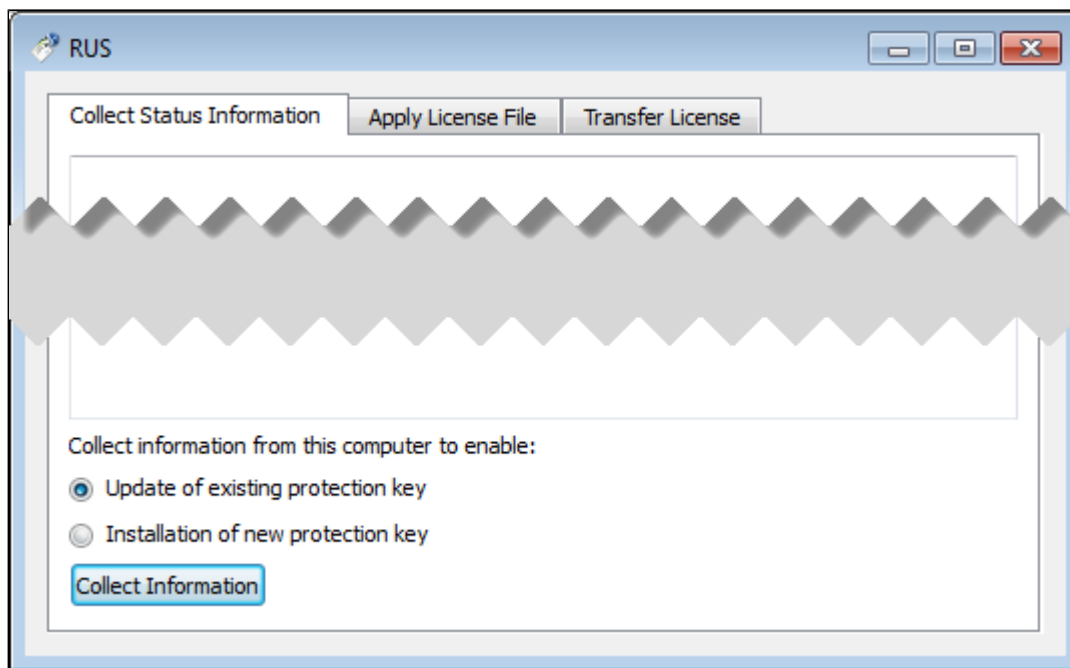 RUS
Collect Status Information Apply License File Transfer License
Collect information from this computer to enable:
Update of existing protection key
Installation of new protection key
Collect Information